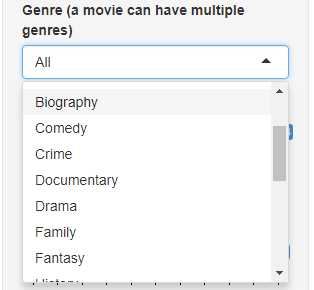 Genre (a movie can have multiple
genres)
All
Biography
Comedy
Crime
Documentary
Drama
Family
Fantasy